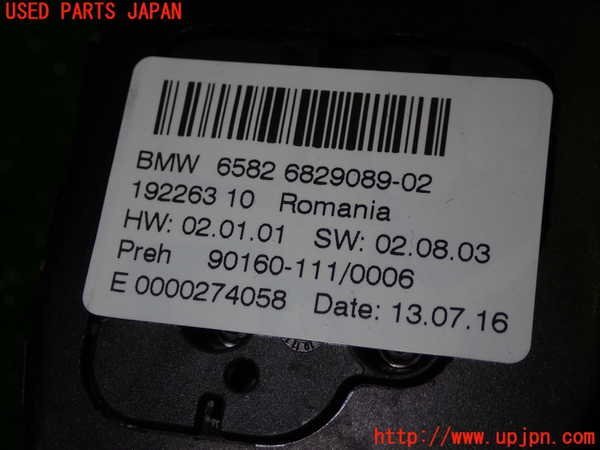 USED PARTS JAPAN
BMW 6582 6829089-02
192263 10 Romania
HW: 02.01.01 SW: 02.08.03
Preh 90160-111/0006
E 0000274058 Date: 13.07.16
http://www.upjpn.com/